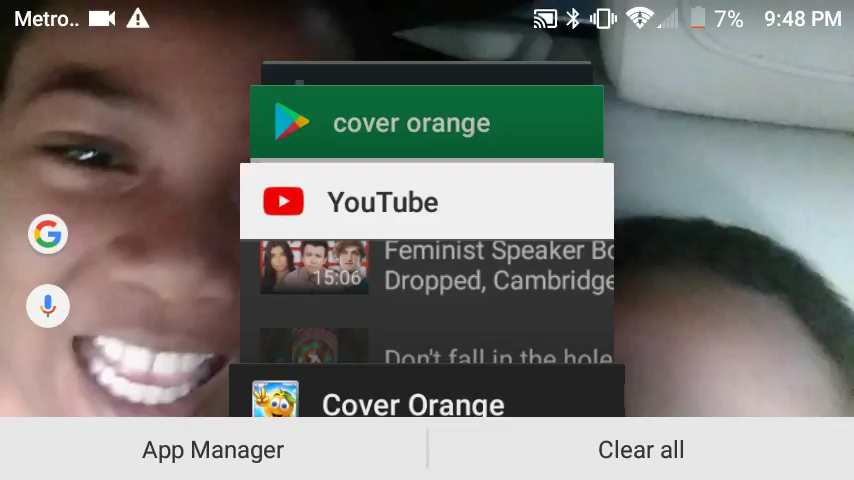 Metro.. 7% 9:48 PM
cover orange
YouTube
Feminist Speaker Bo
15:06
Dropped, Cambridge
Don't fall in the hole
Cover Orange
App Manager
Clear all